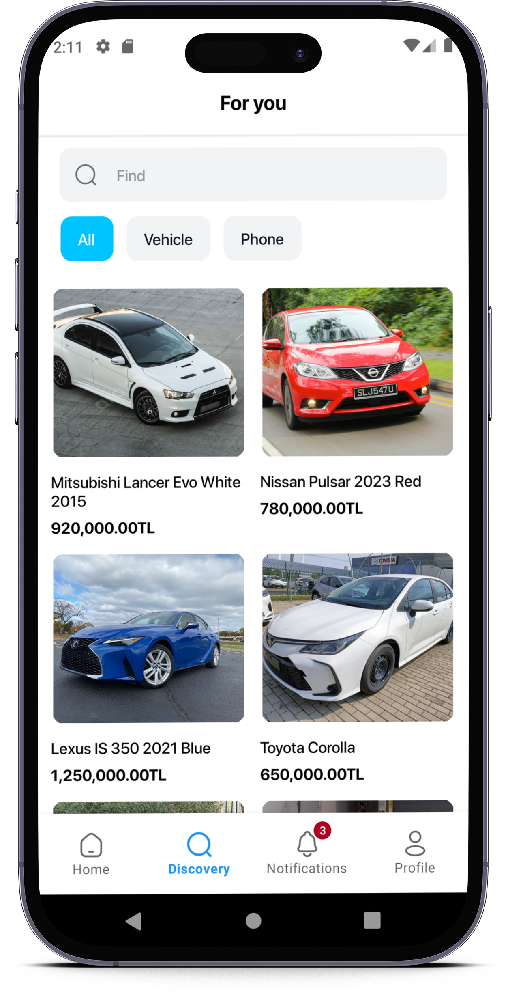 2:11
For you
Find
All
Vehicle
Phone
SLJ547U
Mitsubishi Lancer Evo White
2015
920,000.00TL
Nissan Pulsar 2023 Red
780,000.00TL
TOYOTA
Lexus IS 350 2021 Blue
1,250,000.00TL
Toyota Corolla
650,000.00TL
3
Home
Discovery
Notifications
Profile